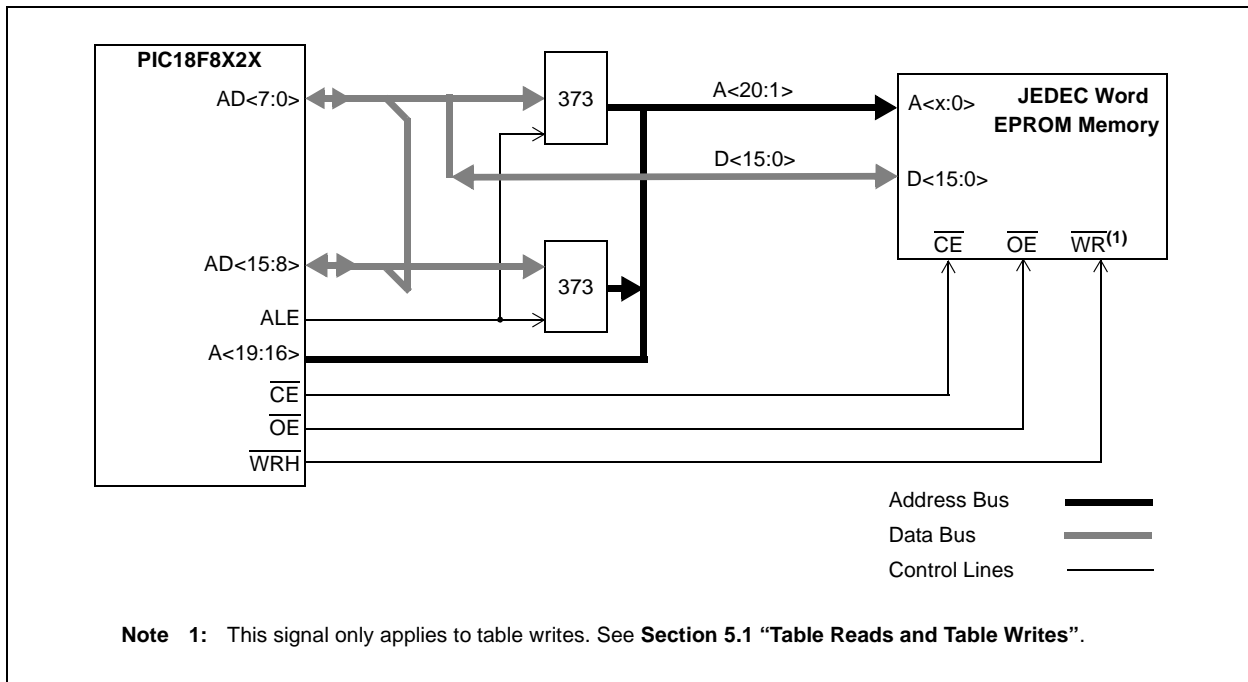 PIC18F8X2X
AD<7:0>
373
A<20:1>
A<x:0>
JEDEC Word
EPROM Memory
D<15:0>
D<15:0>
CE
OE
WR(1)
AD<15:8>
373
ALE
A<19:16>
CE
OE
WRH
Address Bus
Data Bus
Control Lines
Note 1: This signal only applies to table writes. See Section 5.1 “Table Reads and Table Writes”.